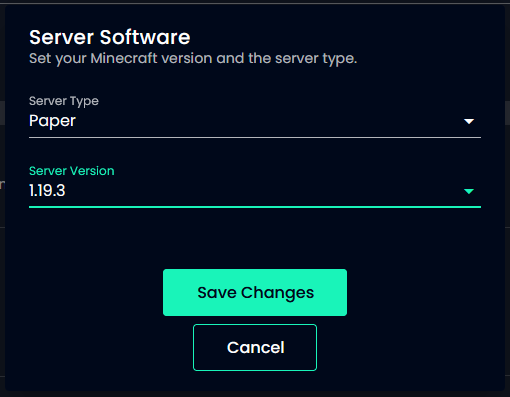 Server Software
Set your Minecraft version and the server type.
Server Type
Paper
Server Version
1.19.3
Save Changes
Cancel